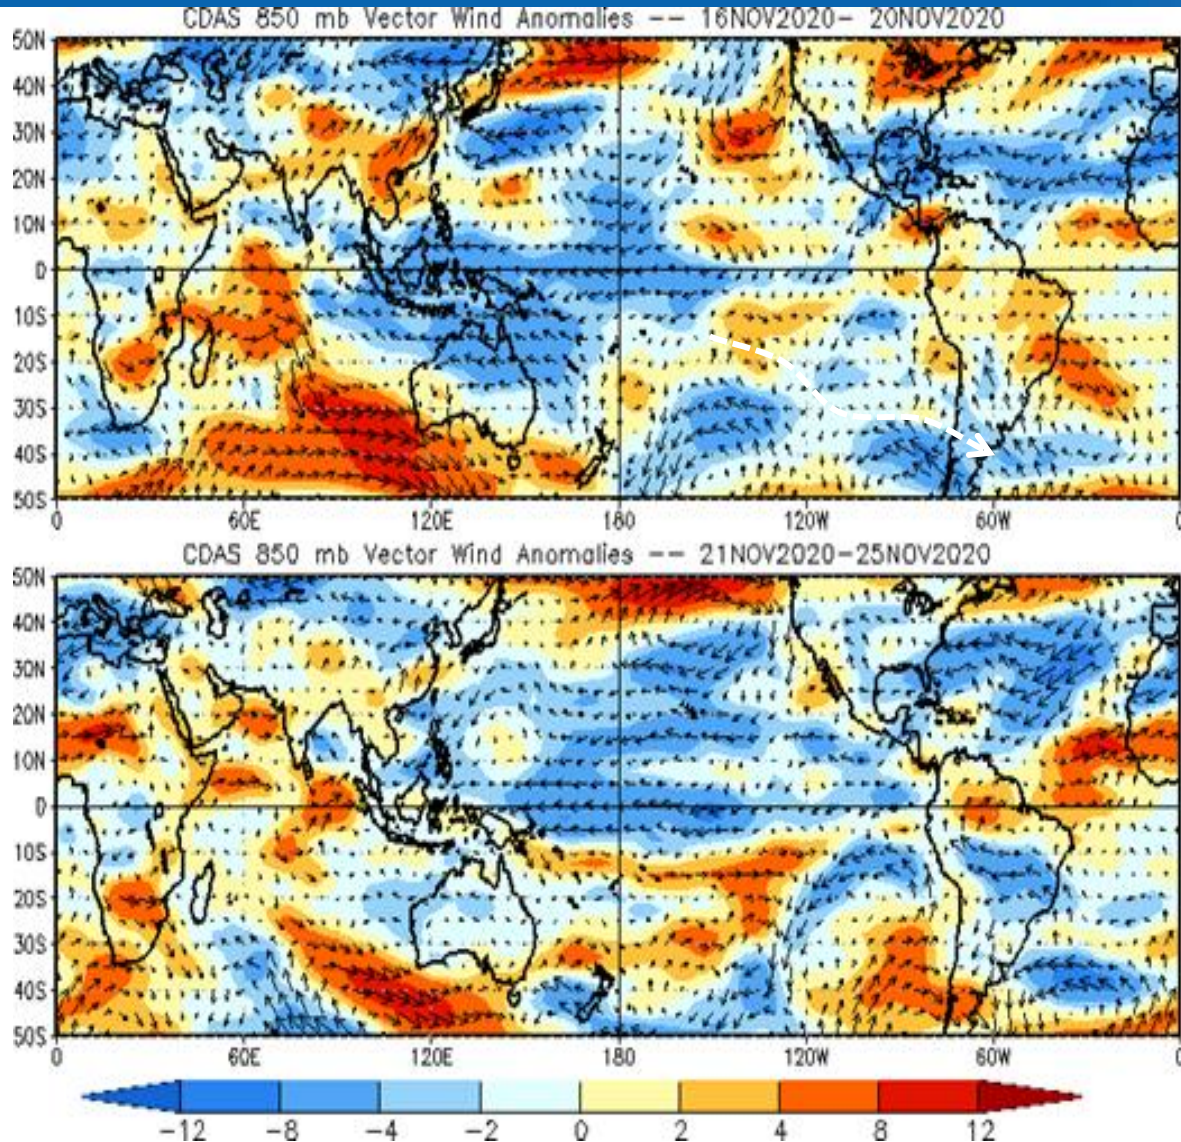 CDAS 850 mb Vector Wind Anomalies -- 16NOV2020- 20NOV2020
50N
40N
30N
20N
10N
0
10S
20S
30S
40S
50S
0 60E 120E 180 120W 60W 0
CDAS 850 mb Vector Wind Anomalies -- 21NOV2020-25NOV2020
50N
40N
30N
20N
10N
0
10S
20S
30S
40S
50S
0 60E 120E 180 120W 60W 0
-12 -8 -4 -2 0 2 4 8 12